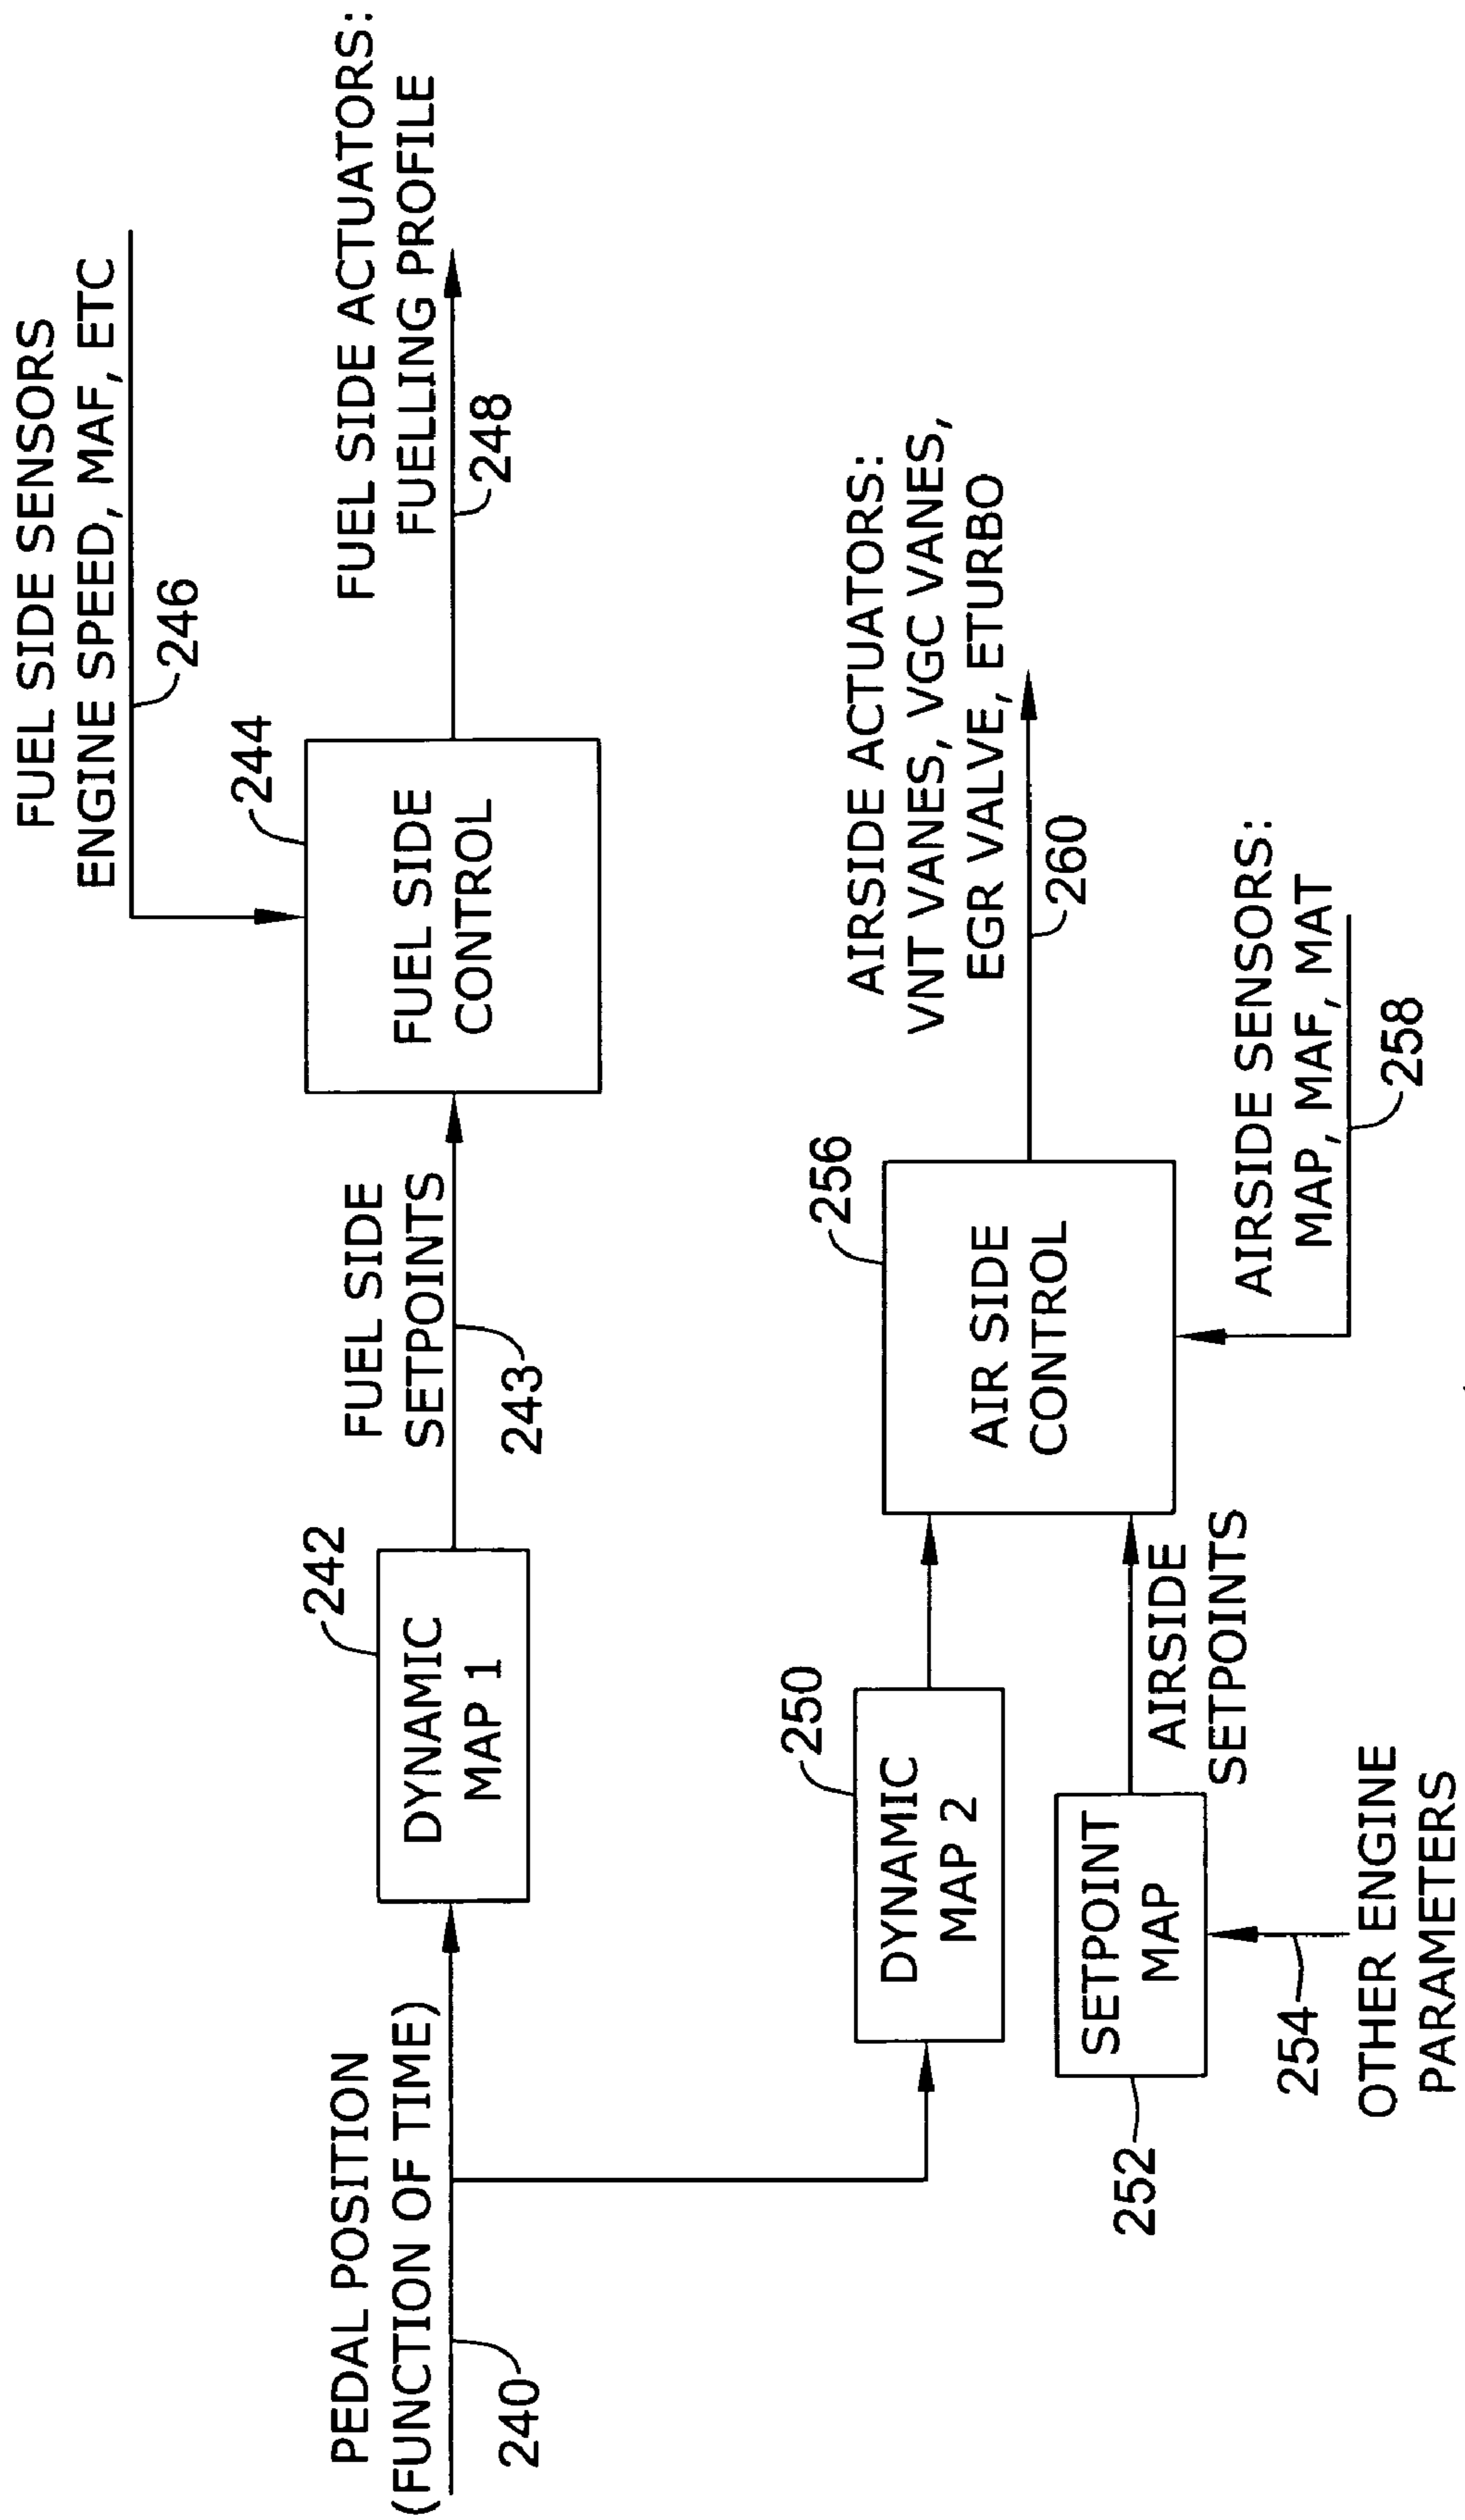 FUEL SIDE SENSORS
ENGINE SPEED, MAF, ETC
246
244
FUEL SIDE
CONTROL
FUEL SIDE ACTUATORS:
FUELLING PROFILE
248
FUEL SIDE
SETPOINTS
243
242
DYNAMIC
MAP 1
PEDAL POSITION
(FUNCTION OF TIME)
240
250
DYNAMIC
MAP 2
252
SETPOINT
MAP
254
OTHER ENGINE
PARAMETERS
AIRSIDE
SETPOINTS
256
AIR SIDE
CONTROL
AIRSIDE ACTUATORS:
VNT VANES, VGC VANES,
EGR VALVE, ETURBO
260
AIRSIDE SENSORS:
MAP, MAF, MAT
258